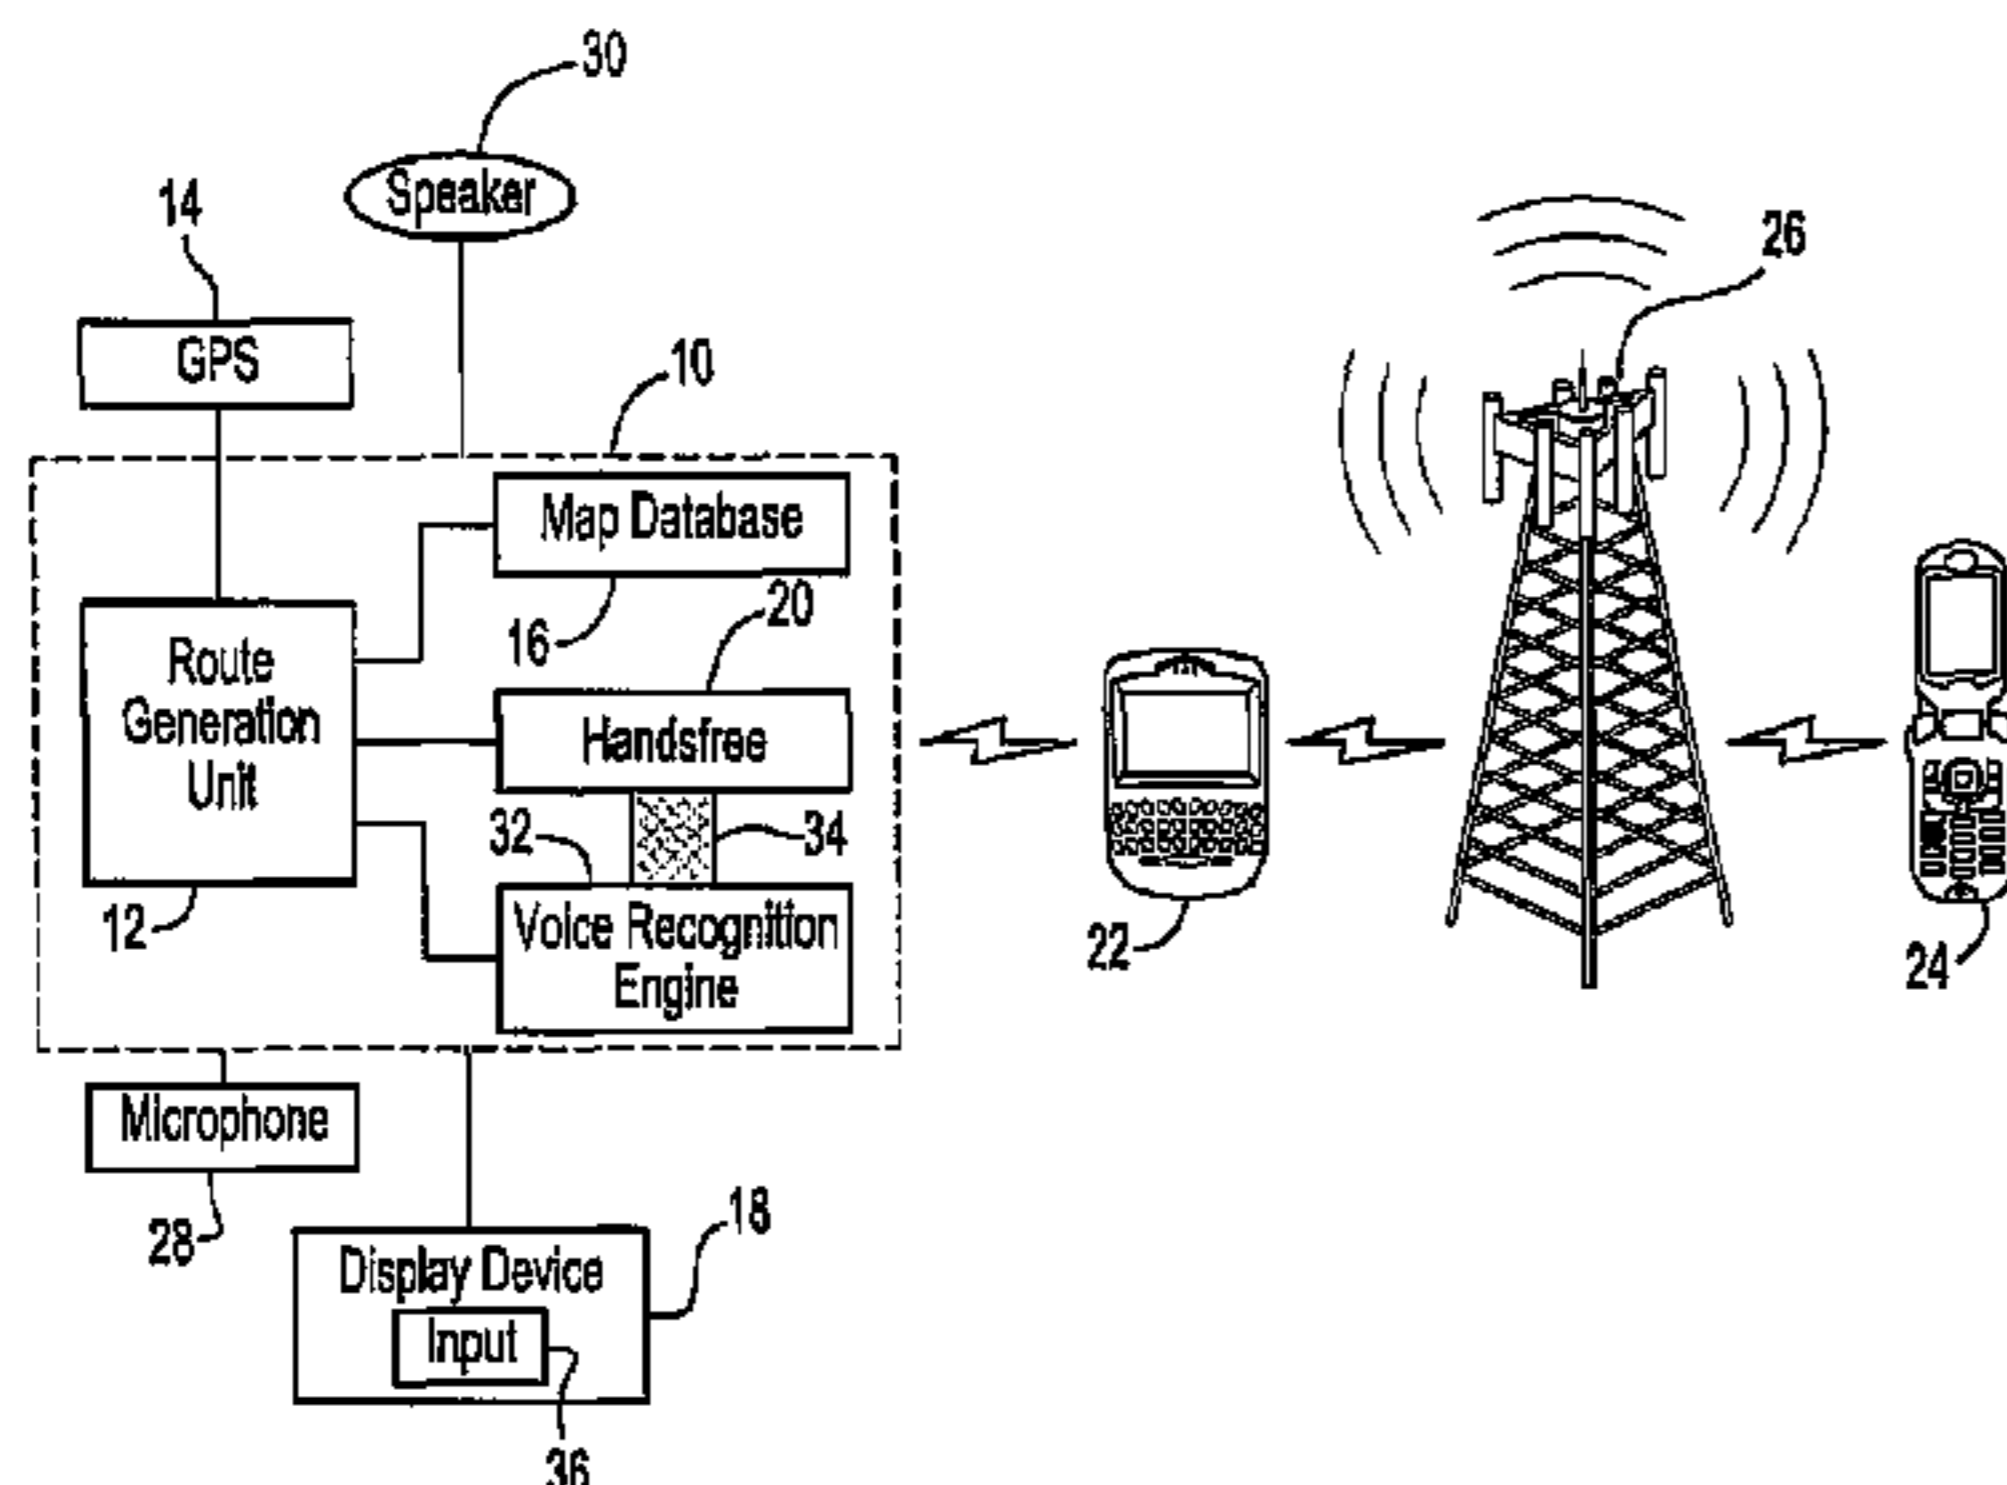 30
Speaker
14
26
GPS
10
Map Database
20
16
Route
Generation
Unit
Handsfree
32
34
12
Voice Recognition
Engine
22
24
Microphone
28
18
Display Device
Input
36